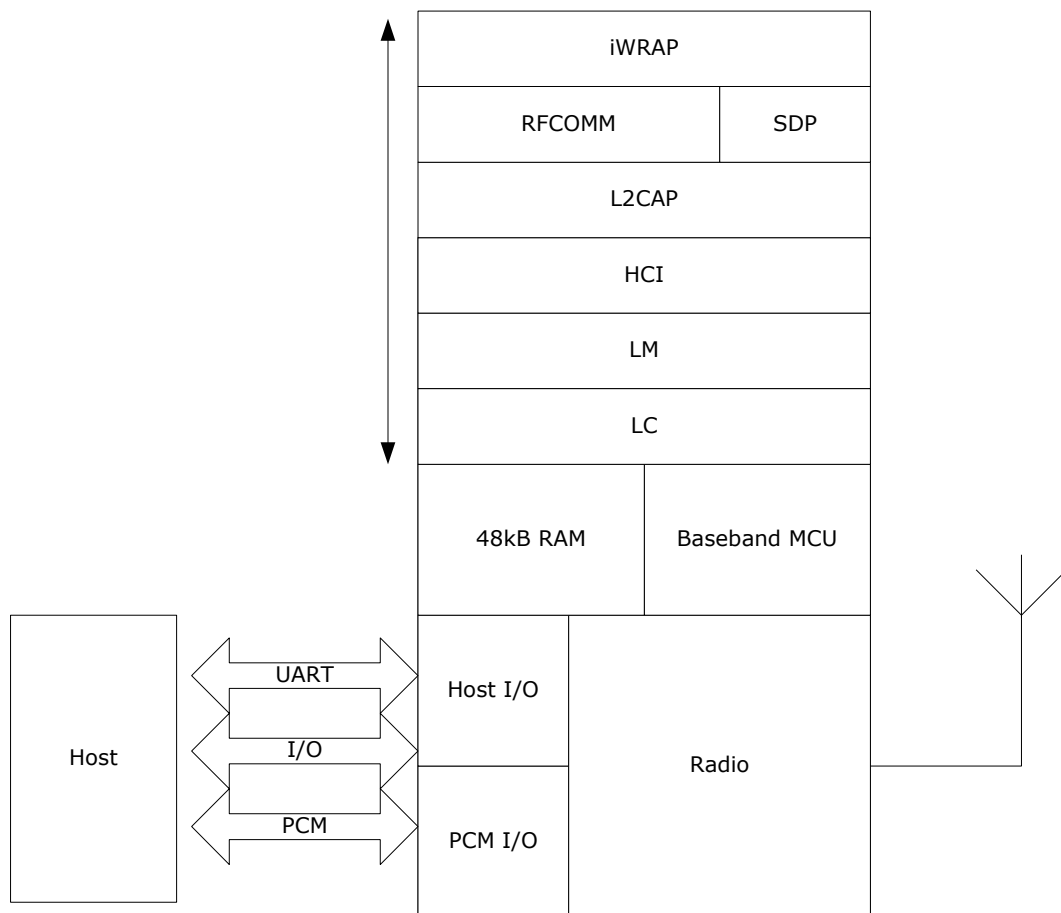 iWRAP
RFCOMM
SDP
L2CAP
HCI
LM
LC
48kB RAM
Baseband MCU
UART
Host I/O
Host
I/O
Radio
PCM
PCM I/O